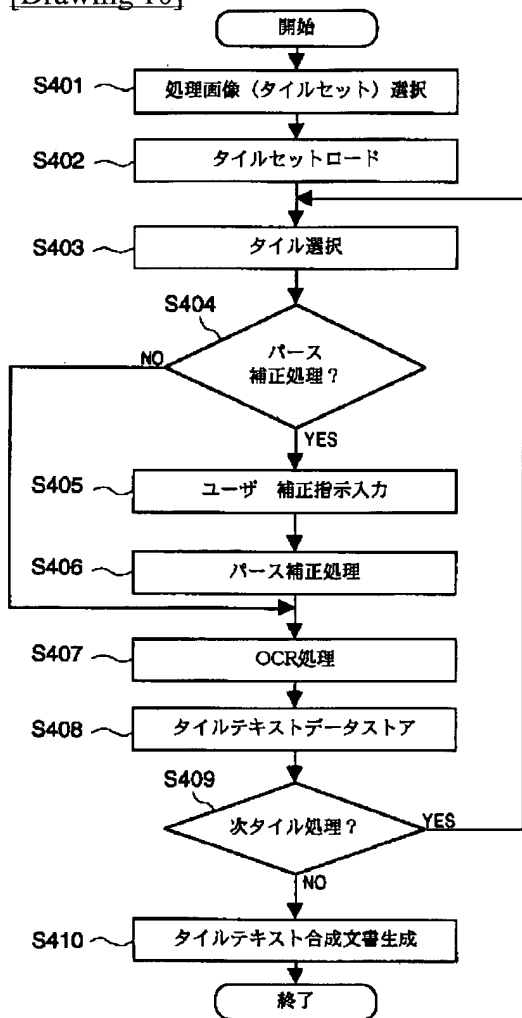 [Drawing 10]
開始
S401
処理画像（タイルセット）選択
S402
タイルセットロード
S403
タイル選択
S404
パース
補正処理？
NO
YES
S405
ユーザ 補正指示入力
S406
パース補正処理
S407
OCR処理
S408
タイルテキストデータストア
S409
次タイル処理？
YES
NO
S410
タイルテキスト合成文書生成
終了